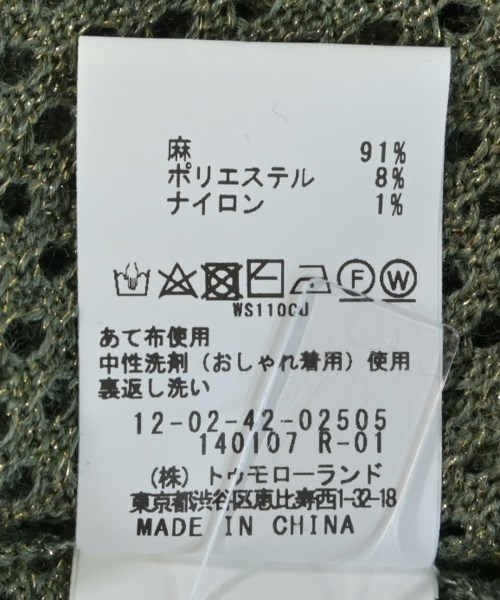 麻 91%
ポリエステル 8%
ナイロン 1%
F W
WS1100J
あて布使用
中性洗剤（おしゃれ着用）使用
裏返し洗い
12-02-42-02505
140107 R-01
（株）トゥモローランド
東京都渋谷区恵比寿西1-32-18
MADE IN CHINA